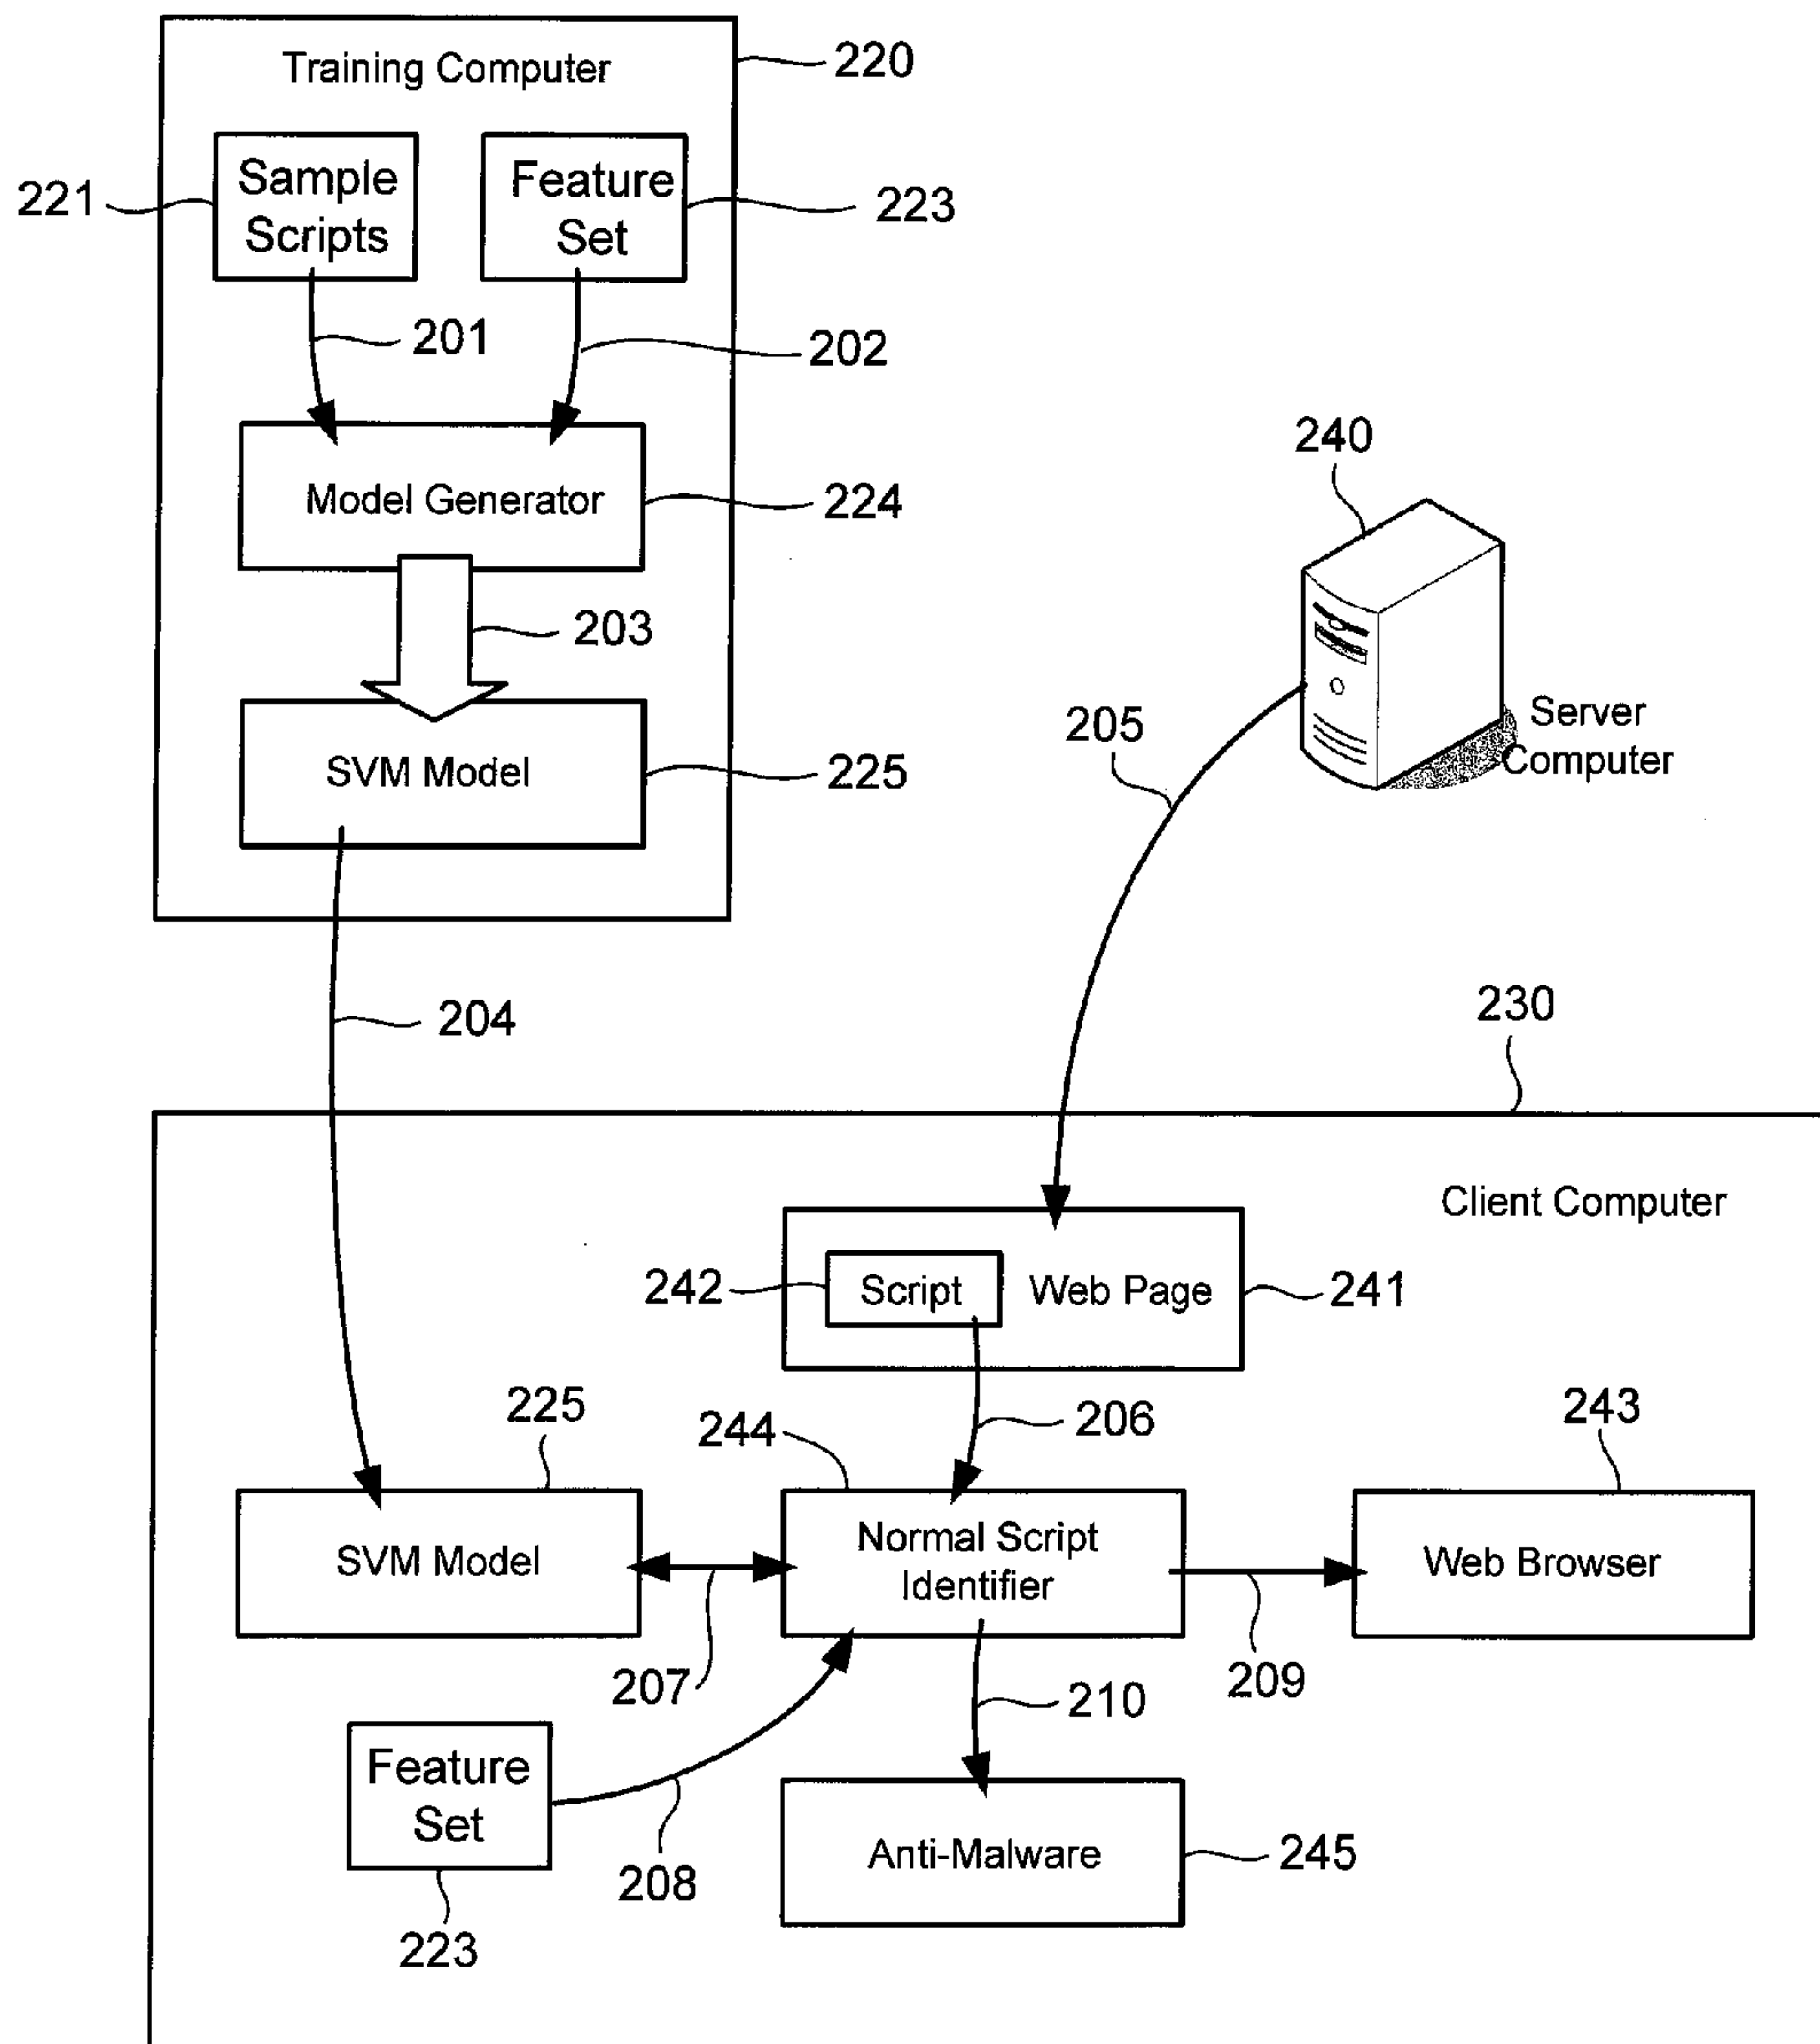 Training Computer
220
Sample
Scripts
221
Feature
Set
223
201
202
Model Generator
224
203
SVM Model
225
204
240
Server
Computer
205
230
Client Computer
242
Script
Web Page
241
206
225
244
243
SVM Model
Normal Script
Identifier
Web Browser
207
209
210
Feature
Set
208
223
Anti-Malware
245